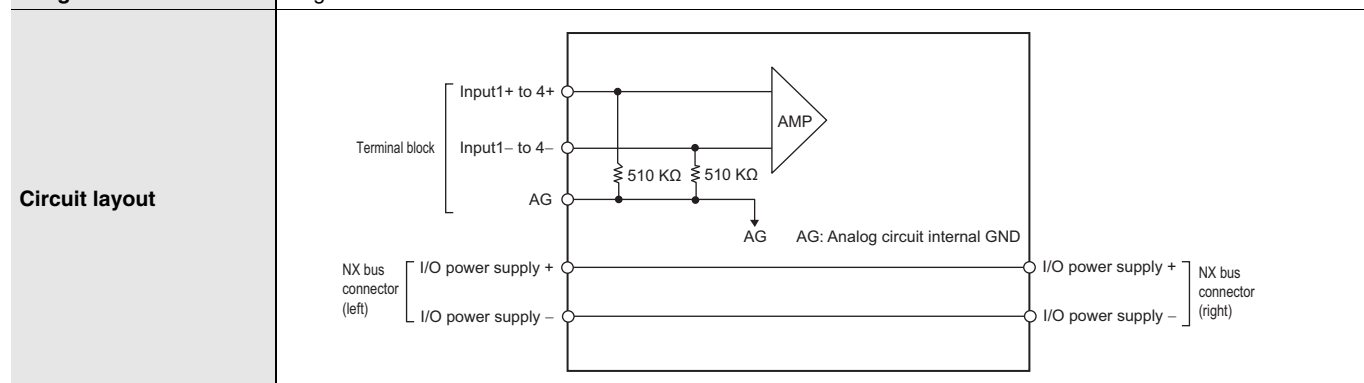 Circuit layout
Input1+ to 4+
AMP
Terminal block
Input1– to 4–
510 KΩ
510 KΩ
AG
AG
AG: Analog circuit internal GND
NX bus
connector
(left)
I/O power supply +
I/O power supply –
I/O power supply +
I/O power supply –
NX bus
connector
(right)